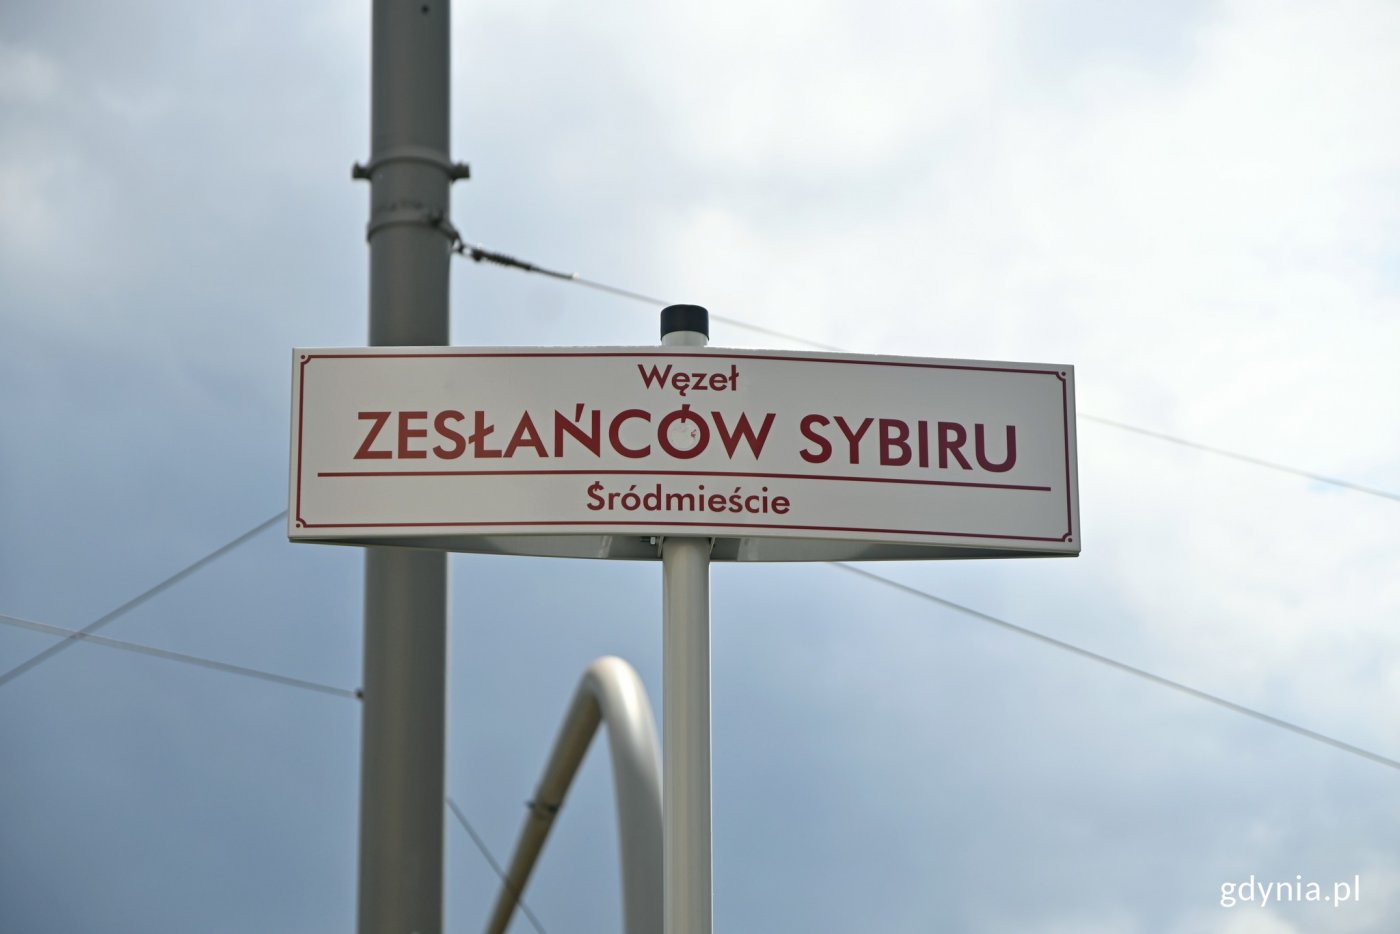 Węzeł
ZESŁAŃCÓW SYBIRU
Śródmieście
gdynia.pl